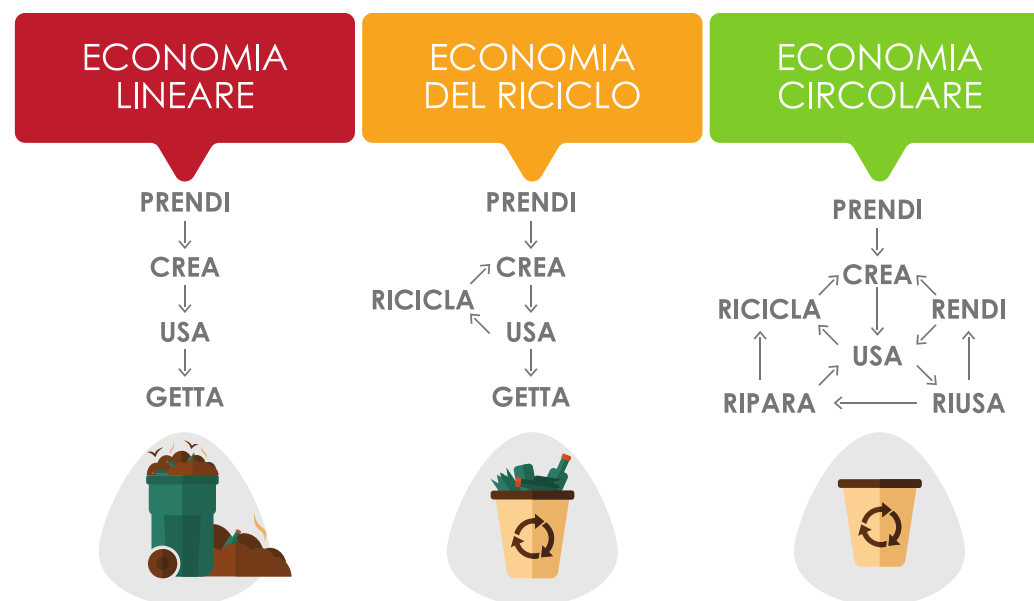 ECONOMIA
LINEARE
PRENDI
CREA
USA
GETTA
ECONOMIA
DEL RICICLO
PRENDI
CREA
RICICLA
USA
GETTA
ECONOMIA
CIRCOLARE
PRENDI
CREA
RICICLA
RENDI
USA
RIPARA
RIUSA